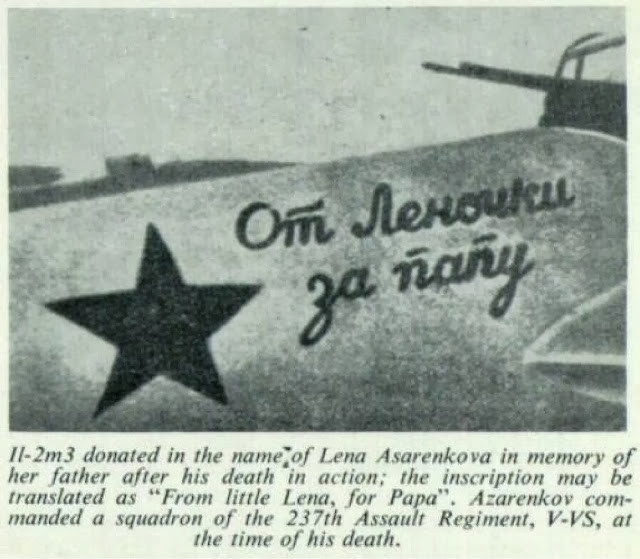 От Леночки
за папу
Il-2m3 donated in the name of Lena Asarenkova in memory of
her father after his death in action; the inscription may be
translated as “From little Lena, for Papa”. Azarenkov com-
manded a squadron of the 237th Assault Regiment, V-VS, at
the time of his death.